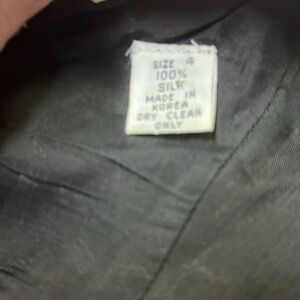 SIZE 4
100%
SILK
MADE IN
KOREA
DRY CLEAN
ONLY